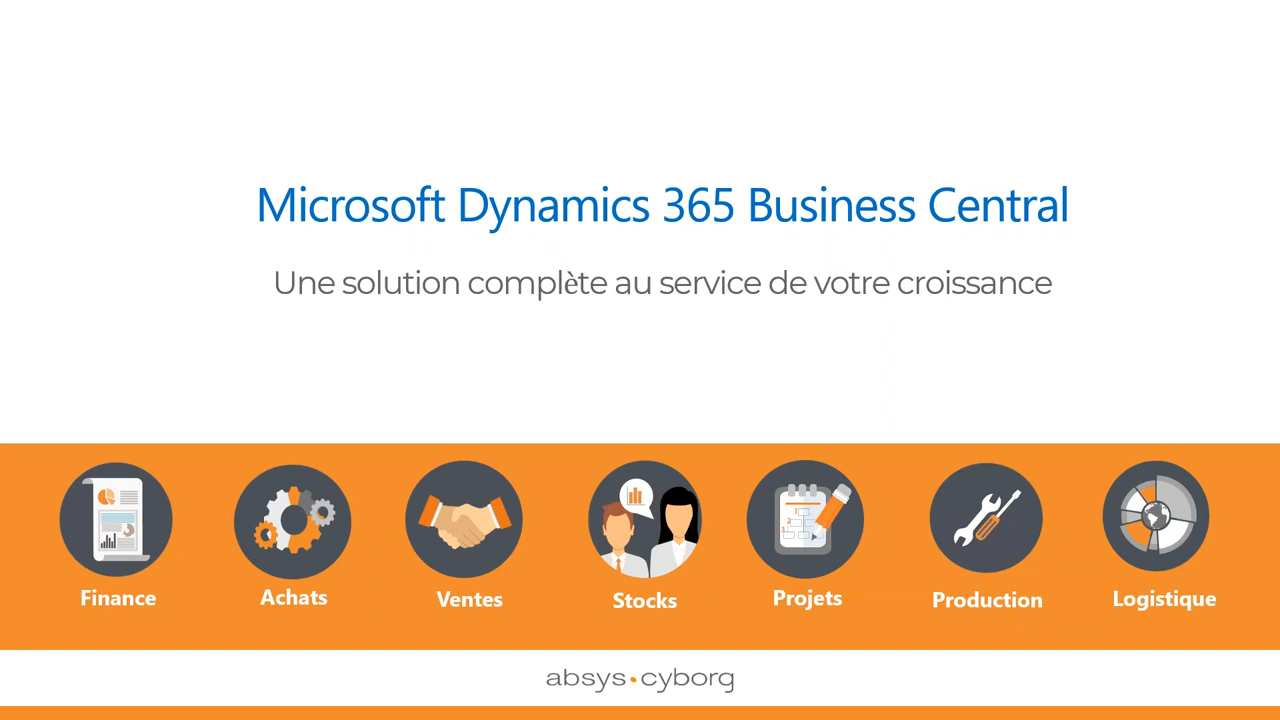 Microsoft Dynamics 365 Business Central
Une solution complète au service de votre croissance
Finance
Achats
Ventes
Stocks
Projets
Production
Logistique
absys•cyborg